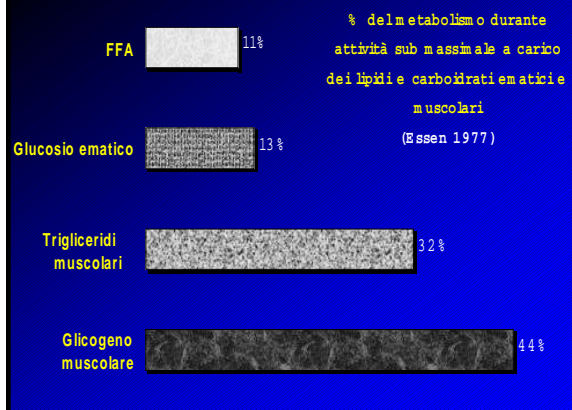 % del metabolismo durante
attività sub massimale a carico
dei lipidi e carboidrati ematici e
muscolari
(Essen 1977)
FFA
11%
Glucosio ematico
13%
Trigliceridi
muscolari
32%
Glicogeno
muscolare
44%